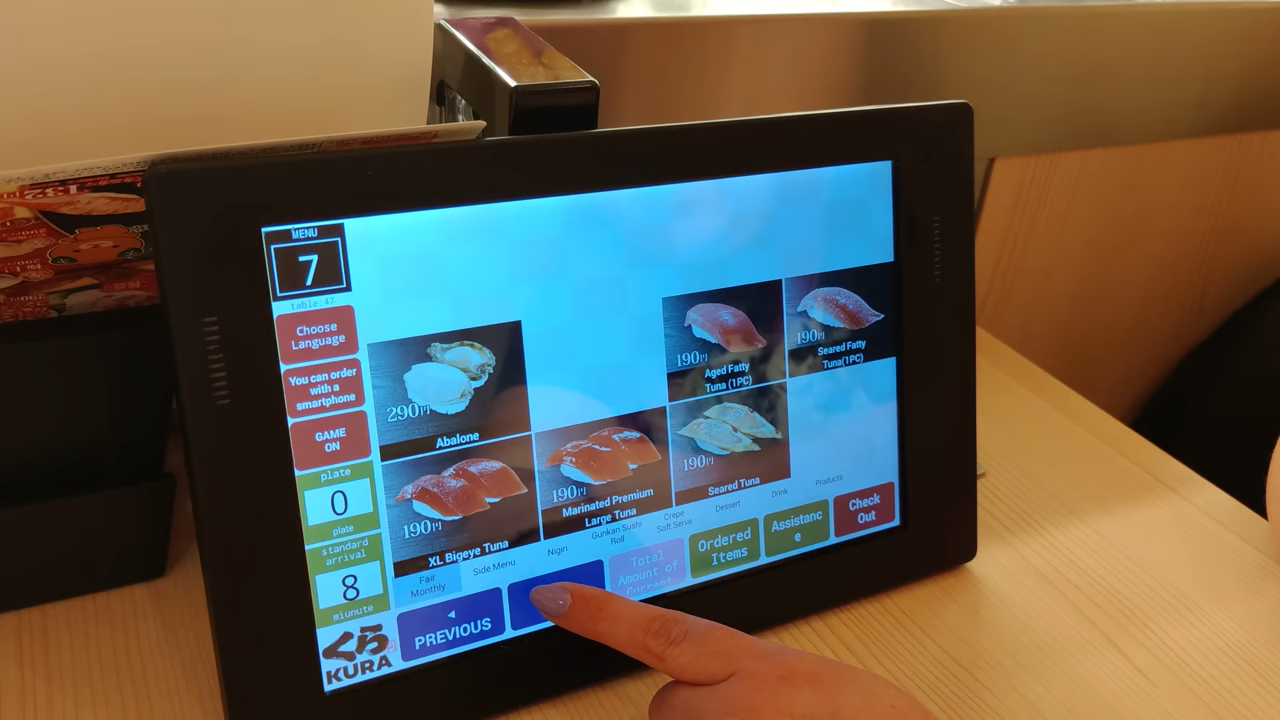 MENU
7
table:47
Choose
Language
You can order
with a
smartphone
GAME
ON
plate
0
plate
standard
arrival
8
miunute
くら
KURA
290円
Abalone
190円
Aged Fatty
Tuna (1PC)
190円
Seared Fatty
Tuna(1PC)
190円
XL Bigeye Tuna
190円
Marinated Premium
Large Tuna
190円
Seared Tuna
Fair
Monthly
Side Menu
Nigiri
Gunkan Sushi
Roll
Crepe
Soft Serve
Dessert
Drink
Products
◄
PREVIOUS
Total
Amount of
Current
Ordered
Items
Assistanc
e
Check
Out